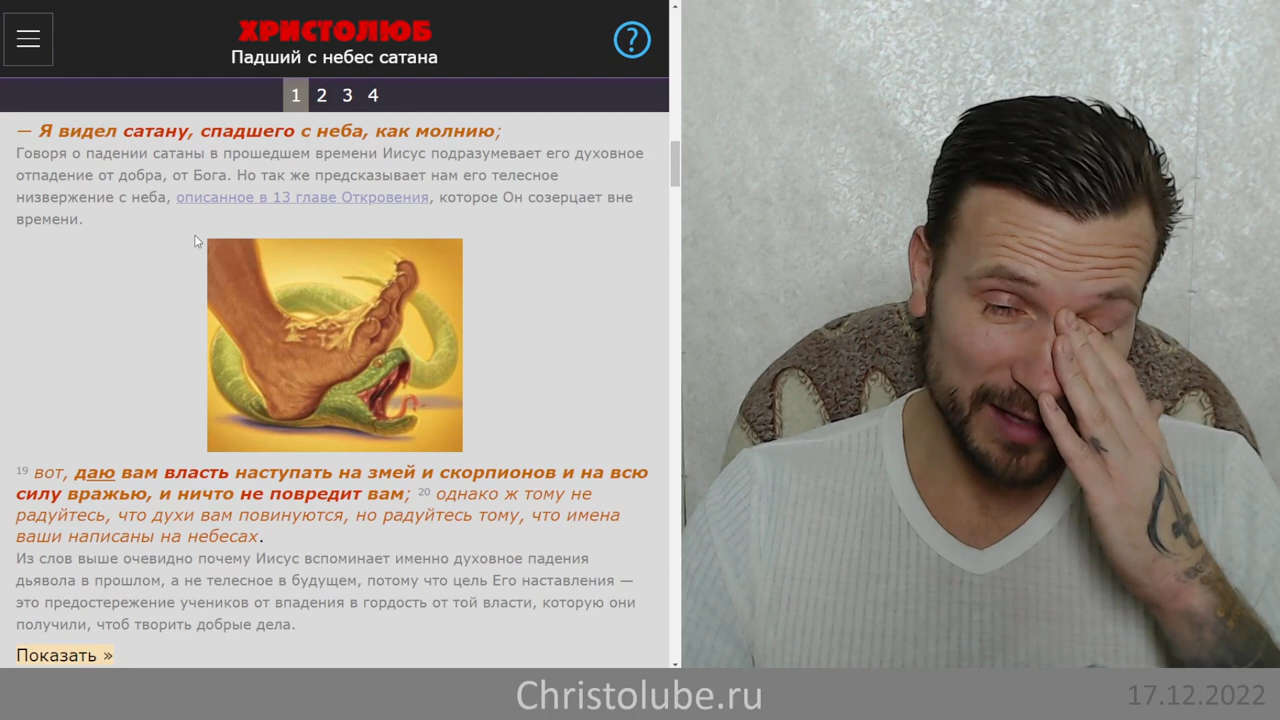 ХРИСТОЛЮБ
Падший с небес сатана
?
1 2 3 4
— Я видел сатану, спадшего с неба, как молнию;
Говоря о падении сатаны в прошедшем времени Иисус подразумевает его духовное
отпадение от добра, от Бога. Но так же предсказывает нам его телесное
низвержение с неба, описанное в 13 главе Откровения, которое Он созерцает вне
времени.
19 вот, даю вам власть наступать на змей и скорпионов и на всю
силу вражью, и ничто не повредит вам; 20 однако ж тому не
радуйтесь, что духи вам повинуются, но радуйтесь тому, что имена
ваши написаны на небесах.
Из слов выше очевидно почему Иисус вспоминает именно духовное падения
дьявола в прошлом, а не телесное в будущем, потому что цель Его наставления —
это предостережение учеников от впадения в гордость от той власти, которую они
получили, чтоб творить добрые дела.
Показать »
Christolube.ru
17.12.2022